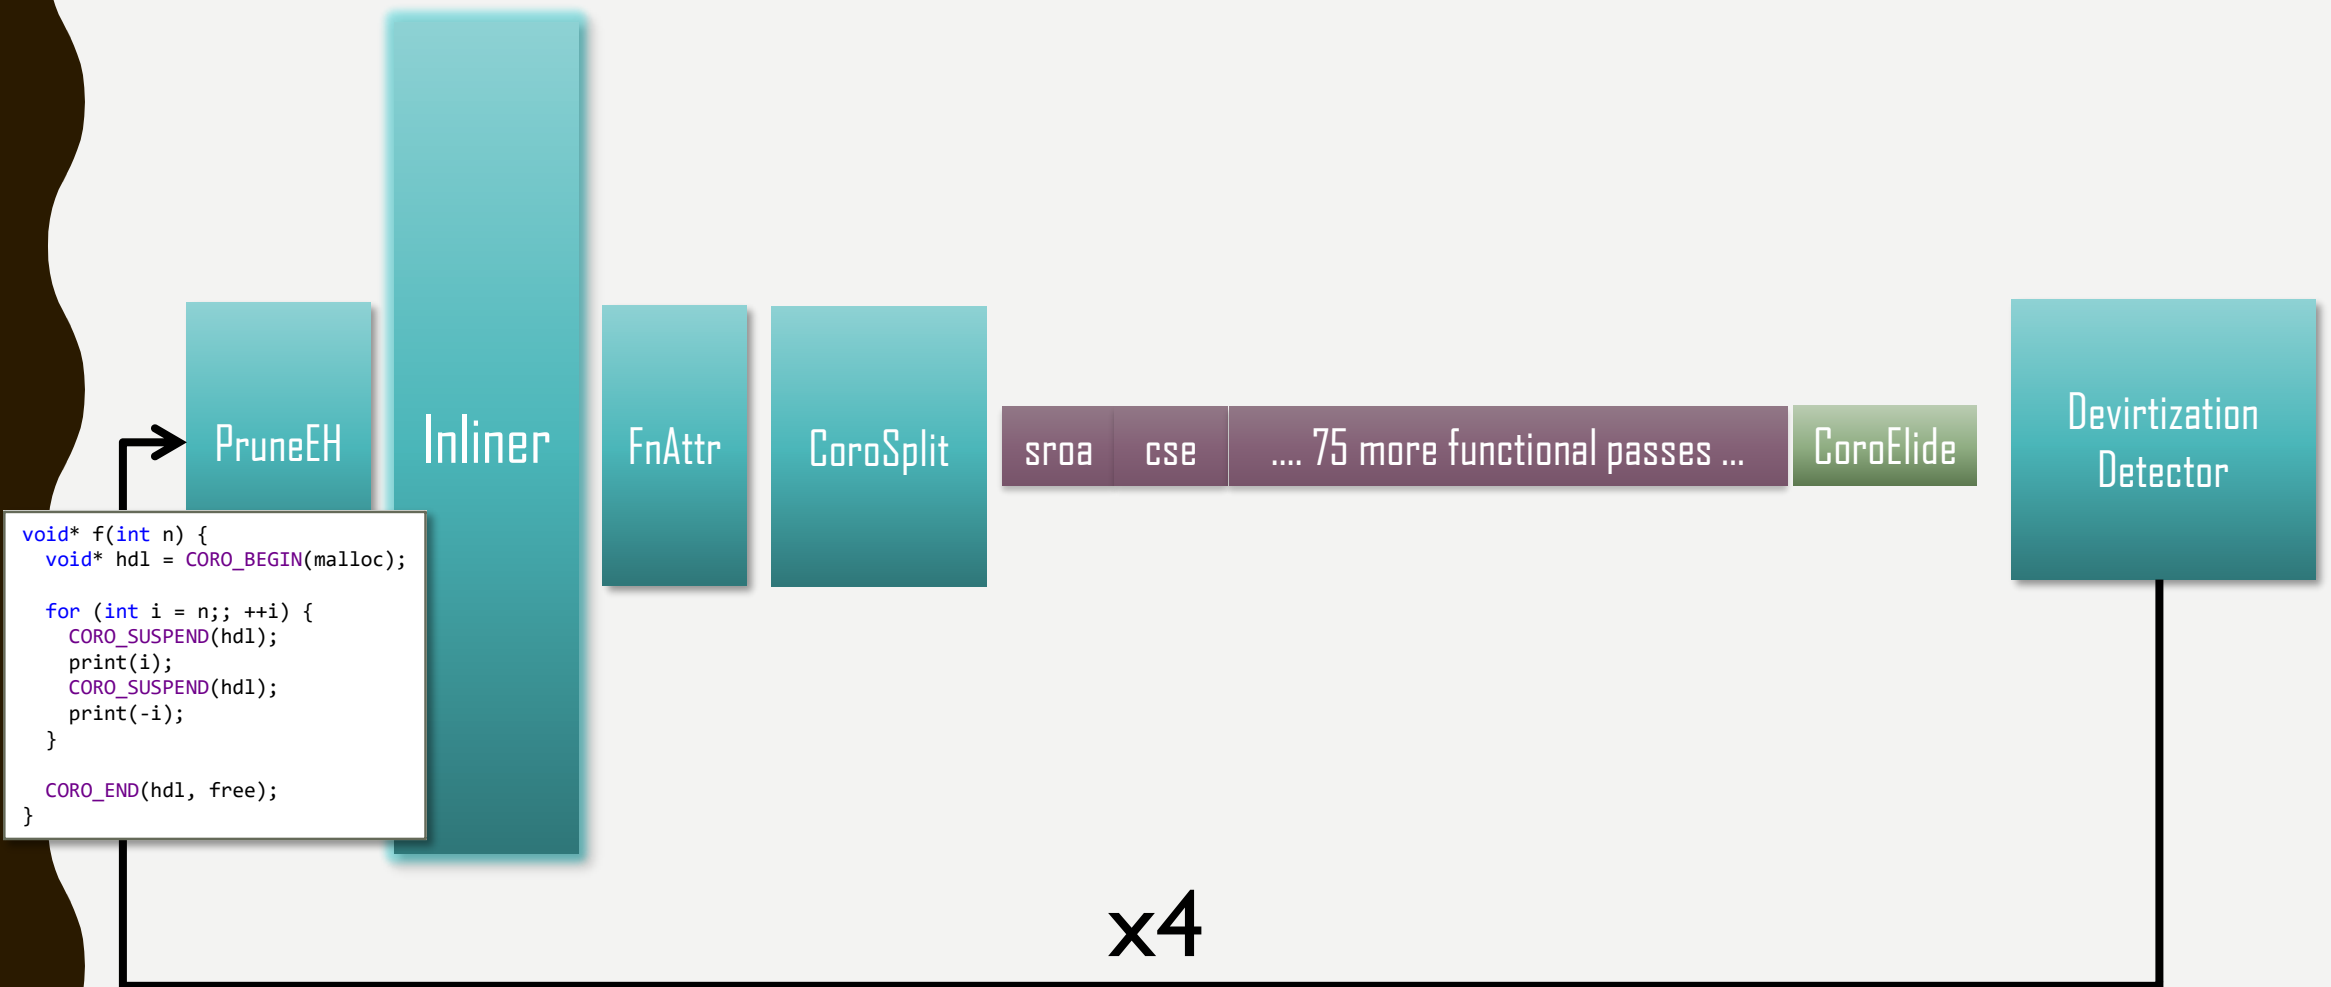 PruneEH
Inliner
FnAttr
CoroSplit
sroa
cse
.... 75 more functional passes ...
CoroElide
Devirtization
Detector
void* f(int n) {
  void* hdl = CORO_BEGIN(malloc);

  for (int i = n;; ++i) {
    CORO_SUSPEND(hdl);
    print(i);
    CORO_SUSPEND(hdl);
    print(-i);
  }

  CORO_END(hdl, free);
}
x4